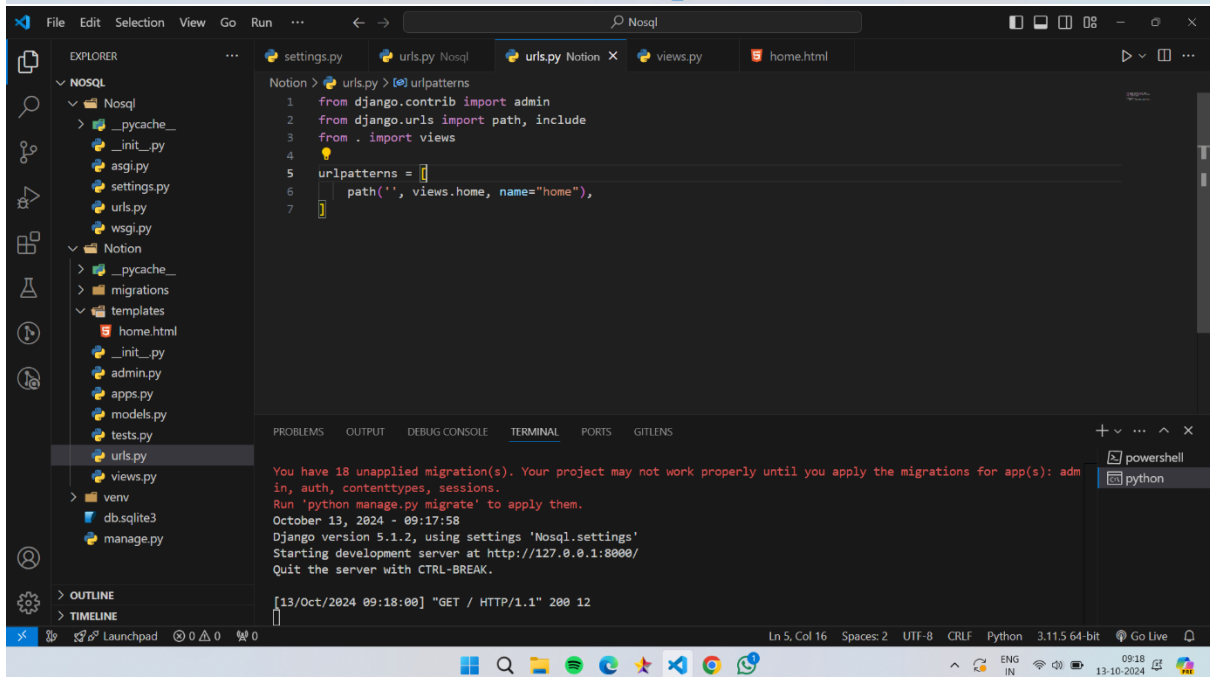 File Edit Selection View Go Run ··· ← → Nosql
EXPLORER ···
settings.py urls.py Nosql urls.py Notion × views.py home.html
NOSQL
Notion > urls.py > urlpatterns
Nosql
__pycache__
__init__.py
asgi.py
settings.py
urls.py
wsgi.py
Notion
__pycache__
migrations
templates
home.html
__init__.py
admin.py
apps.py
models.py
tests.py
urls.py
views.py
venv
db.sqlite3
manage.py
OUTLINE
TIMELINE
1 from django.contrib import admin
2 from django.urls import path, include
3 from . import views
4
5 urlpatterns = [
6 path('', views.home, name="home"),
7 ]
PROBLEMS OUTPUT DEBUG CONSOLE TERMINAL PORTS GITLENS
powershell
python
You have 18 unapplied migration(s). Your project may not work properly until you apply the migrations for app(s): adm
in, auth, contenttypes, sessions.
Run 'python manage.py migrate' to apply them.
October 13, 2024 - 09:17:58
Django version 5.1.2, using settings 'Nosql.settings'
Starting development server at http://127.0.0.1:8000/
Quit the server with CTRL-BREAK.
[13/Oct/2024 09:18:00] "GET / HTTP/1.1" 200 12
Launchpad 0 0 0 Ln 5, Col 16 Spaces: 2 UTF-8 CRLF Python 3.11.5 64-bit Go Live
ENG
IN
09:18
13-10-2024